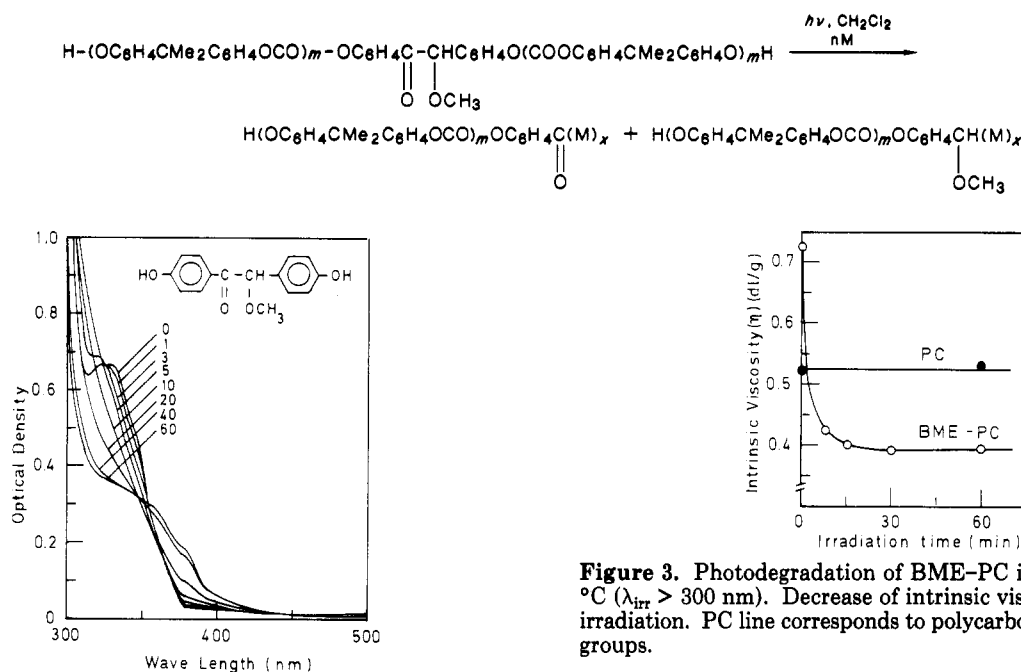 hν, CH2Cl2
nM
H-(OC6H4CMe2C6H4OCO)m-OC6H4C-CHC6H4O(COOC6H4CMe2C6H4O)mH
O OCH3
H(OC6H4CMe2C6H4OCO)mOC6H4C(M)x + H(OC6H4CMe2C6H4OCO)mOC6H4CH(M)x
O OCH3
1.0
0.8
0.6
0.4
0.2
0
Optical Density
HO C-CH OH
O OCH3
0
1
3
5
10
20
40
60
300 400 500
Wave Length (nm)
0.7
0.6
0.5
0.4
Intrinsic Viscosity(η)(dl/g)
PC
BME-PC
0 30 60
Irradiation time (min)
Figure 3. Photodegradation of BME-PC i
°C (λirr > 300 nm). Decrease of intrinsic vis
irradiation. PC line corresponds to polycarbo
groups.